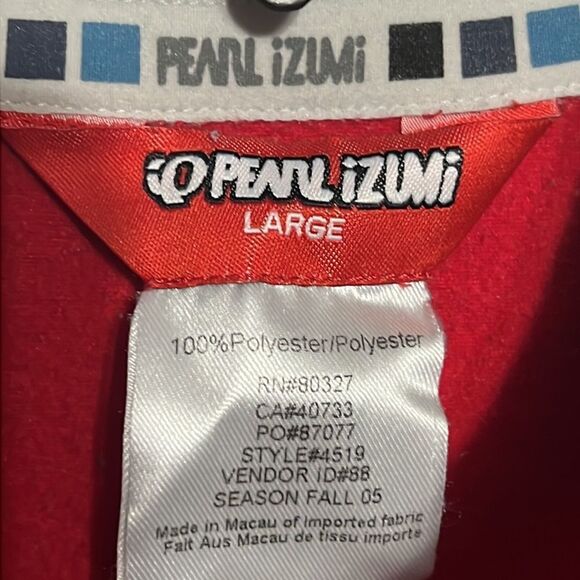 PEARL iZUMi
PEARL iZUMi
LARGE
100%Polyester/Polyester
RN#80327
CA#40733
PO#87077
STYLE#4519
VENDOR ID#88
SEASON FALL 05
Made in Macau of imported fabric
Fait Aus Macau de tissu importe